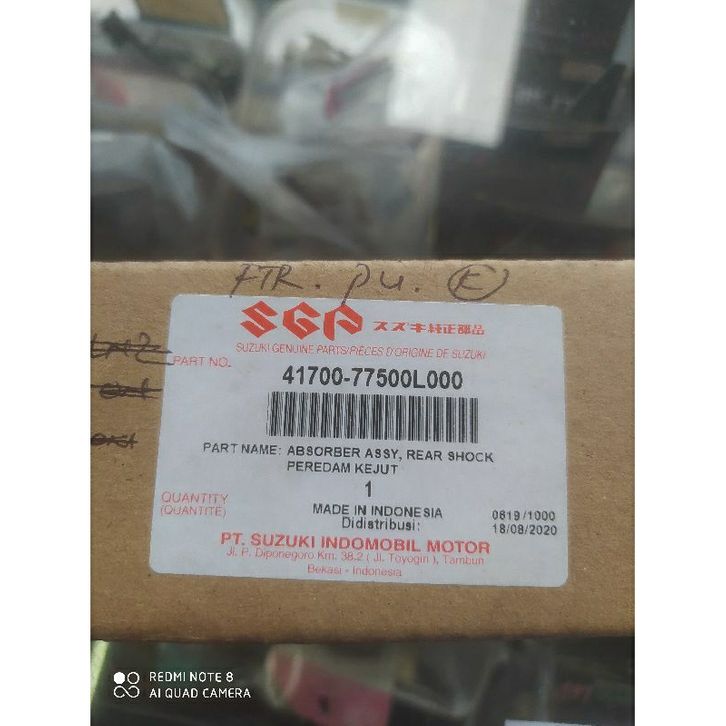 FTR. pu. E
SGP スズキ純正部品
SUZUKI GENUINE PARTS/PIÈCES D'ORIGINE DE SUZUKI
PART NO.
41700-77500L000
PART NAME: ABSORBER ASSY, REAR SHOCK
PEREDAM KEJUT
QUANTITY
(QUANTITÉ)
1
MADE IN INDONESIA
Didistribusi:
0619/1000
18/08/2020
PT. SUZUKI INDOMOBIL MOTOR
Jl. P. Diponegoro Km. 38.2 ( Jl. Toyogiri ), Tambun
Bekasi - Indonesia
REDMI NOTE 8
AI QUAD CAMERA